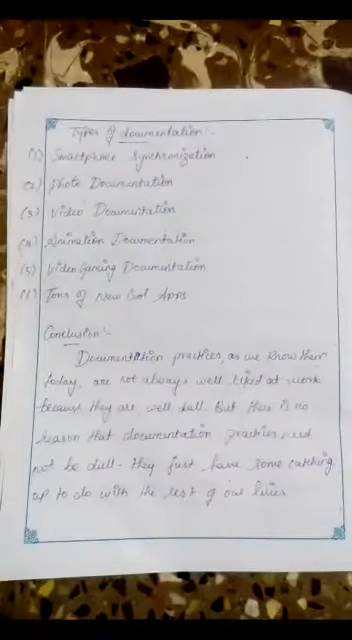 Types of documentation :-
(1) Smartphone Synchronization
(2) Photo Documentation
(3) Video Documentation
(4) Animation Documentation
(5) Video Gaming Documentation
(6) Tons of New Cool Apps
Conclusion :-
Documentation practices, as we know them
today, are not always well liked at work
because they are, well, dull. But there is no
reason that documentation practices need
not be dull - they just have some catching
up to do with the rest of our lives